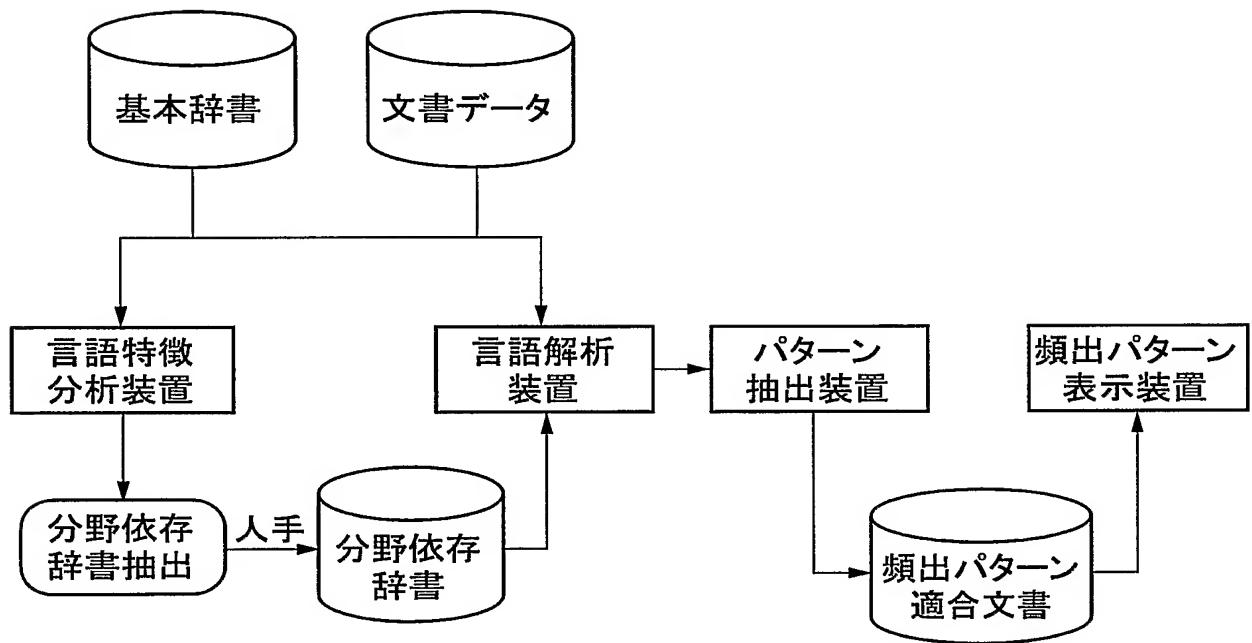 基本辞書
文書データ
言語特徴
分析装置
言語解析
装置
パターン
抽出装置
頻出パターン
表示装置
分野依存
辞書抽出
人手
分野依存
辞書
頻出パターン
適合文書